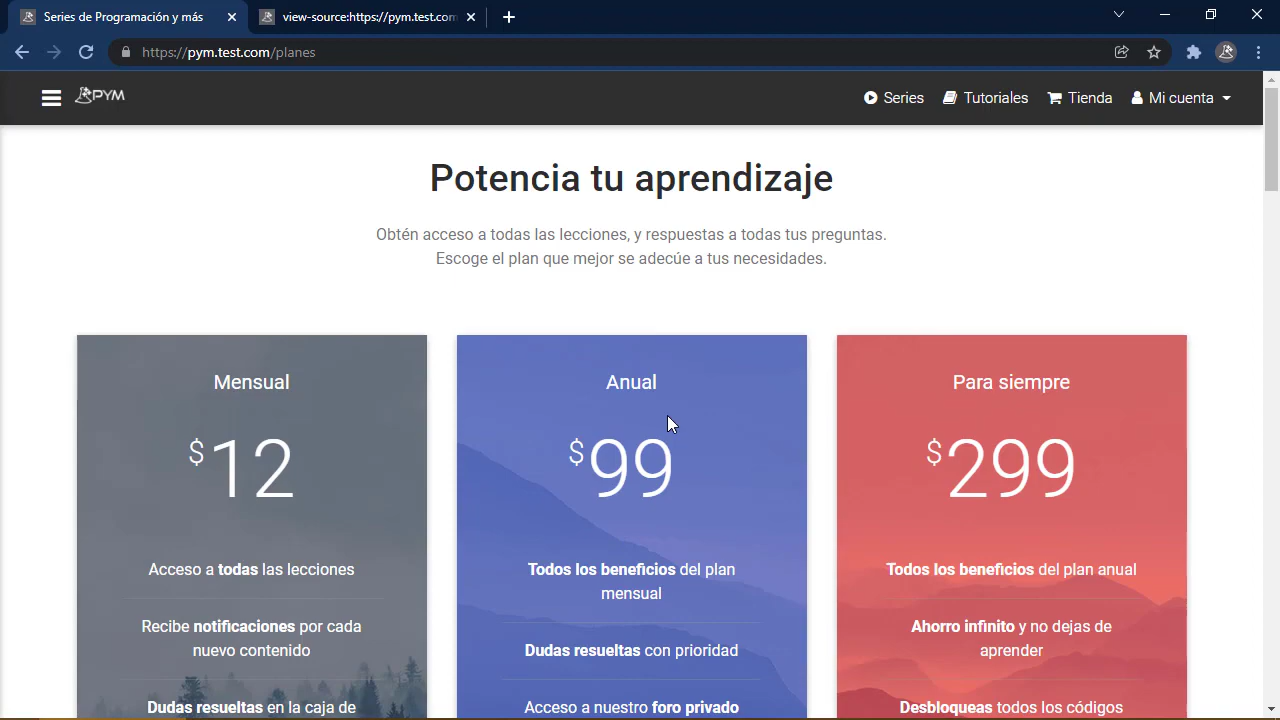 Series de Programación y más
view-source:https://pym.test.com
https://pym.test.com/planes
PYM
Series
Tutoriales
Tienda
Mi cuenta
Potencia tu aprendizaje
Obtén acceso a todas las lecciones, y respuestas a todas tus preguntas.
Escoge el plan que mejor se adecúe a tus necesidades.
Mensual
$12
Acceso a todas las lecciones
Recibe notificaciones por cada
nuevo contenido
Dudas resueltas en la caja de
Anual
$99
Todos los beneficios del plan
mensual
Dudas resueltas con prioridad
Acceso a nuestro foro privado
Para siempre
$299
Todos los beneficios del plan anual
Ahorro infinito y no dejas de
aprender
Desbloqueas todos los códigos